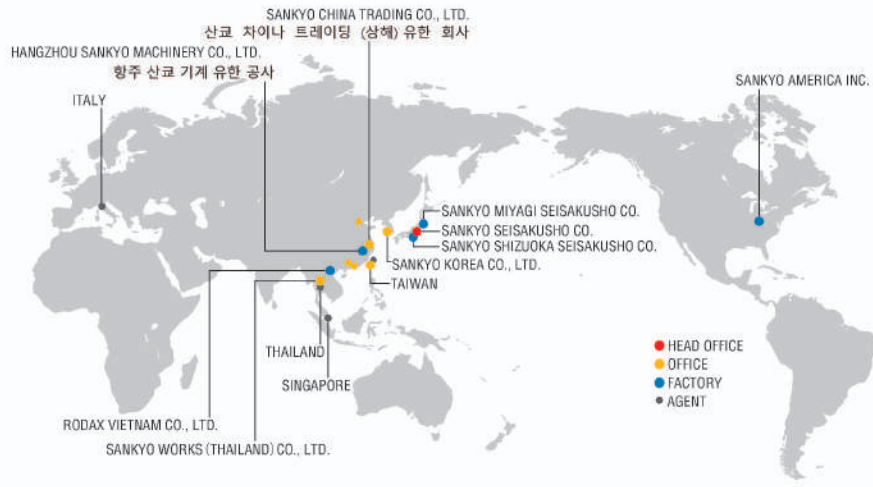 SANKYO CHINA TRADING CO., LTD.
산쿄 차이나 트레이딩 (상해) 유한 회사
HANGZHOU SANKYO MACHINERY CO., LTD.
항주 산쿄 기계 유한 공사
ITALY
SANKYO AMERICA INC.
SANKYO MIYAGI SEISAKUSHO CO.
SANKYO SEISAKUSHO CO.
SANKYO SHIZUOKA SEISAKUSHO CO.
SANKYO KOREA CO., LTD.
TAIWAN
THAILAND
SINGAPORE
RODAX VIETNAM CO., LTD.
SANKYO WORKS (THAILAND) CO., LTD.
HEAD OFFICE
OFFICE
FACTORY
AGENT